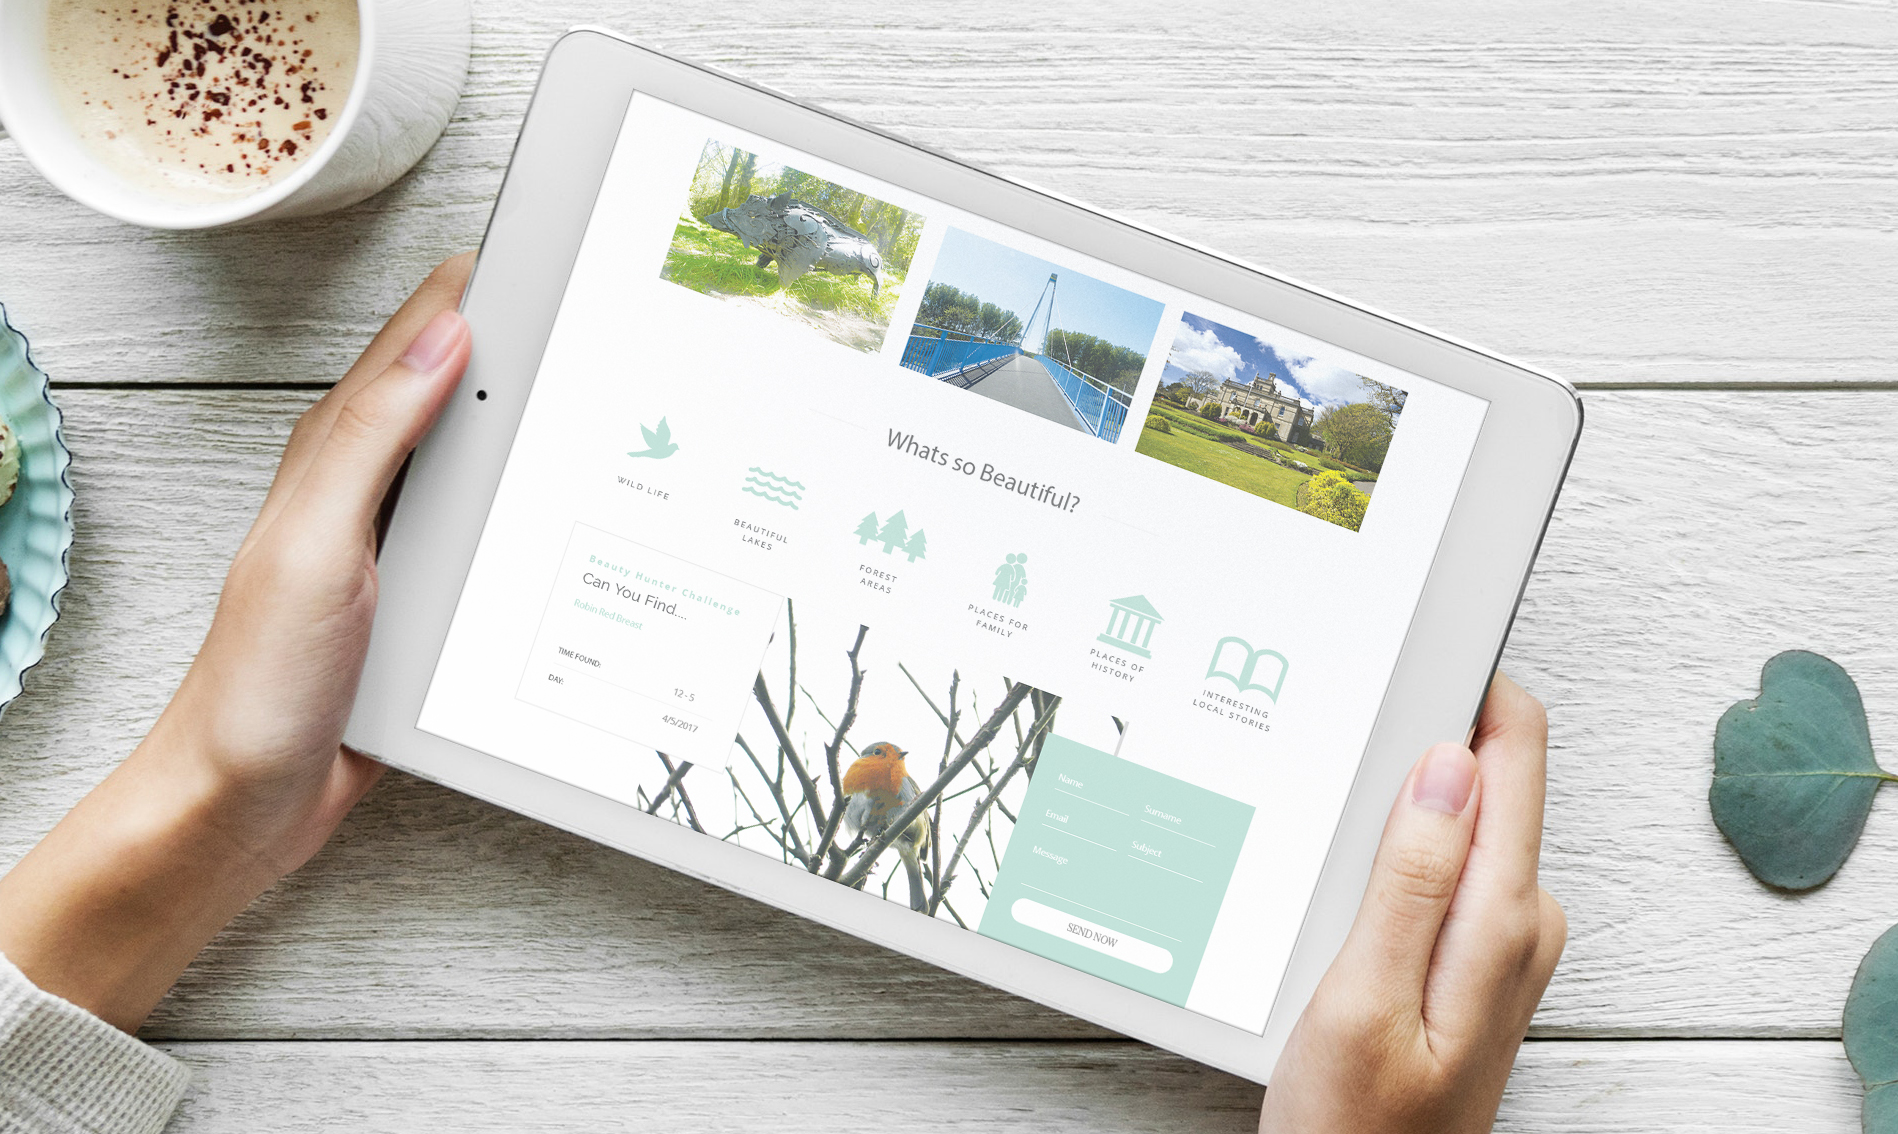 Whats so Beautiful?
WILD LIFE
BEAUTIFUL
LAKES
FOREST
AREAS
PLACES FOR
FAMILY
PLACES OF
HISTORY
INTERESTING
LOCAL STORIES
Beauty Hunter Challenge
Can You Find....
Robin Red Breast
TIME FOUND:
12 - 5
DAY:
4/5/2017
Name
Surname
Email
Subject
Message
SEND NOW